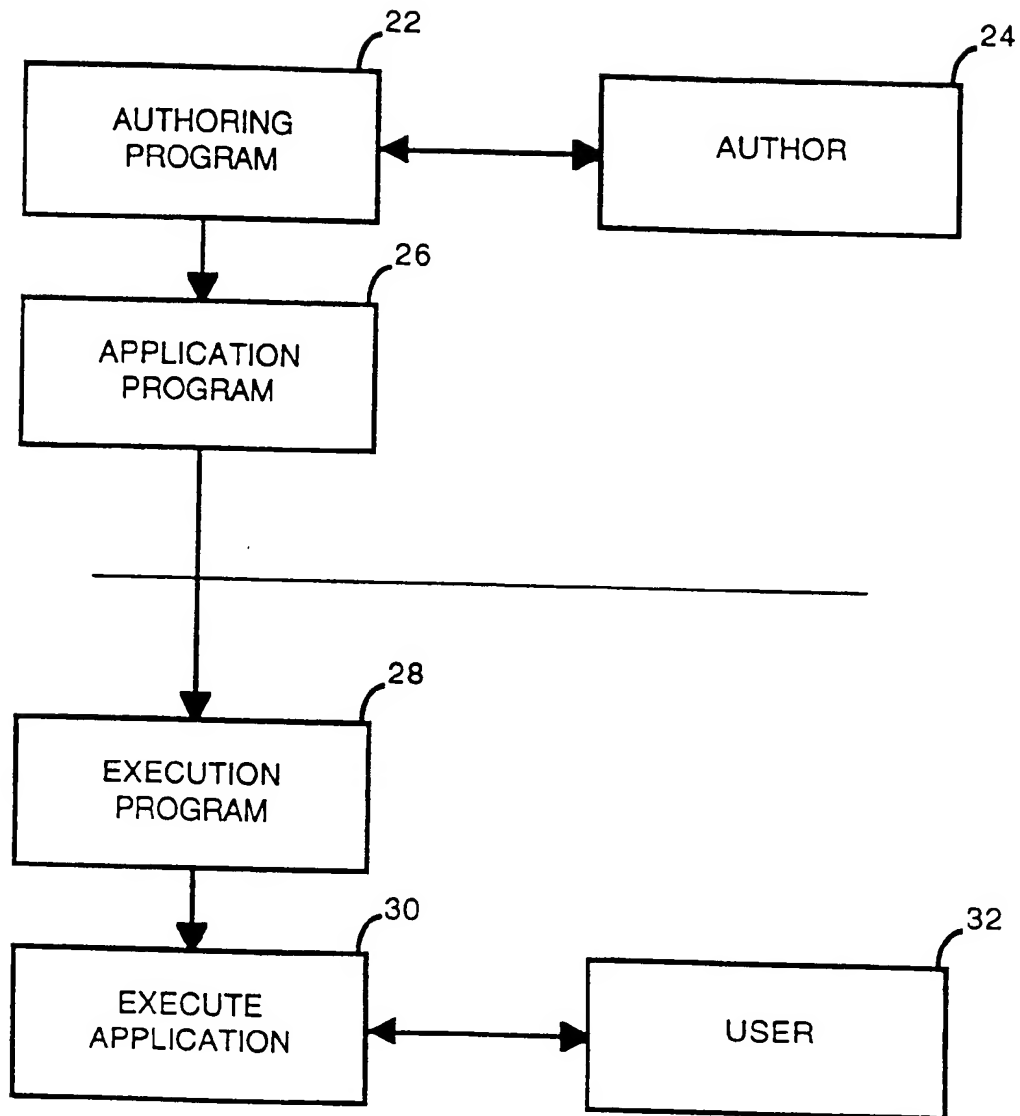 22
24
AUTHORING
PROGRAM
AUTHOR
26
APPLICATION
PROGRAM
28
EXECUTION
PROGRAM
30
32
EXECUTE
APPLICATION
USER